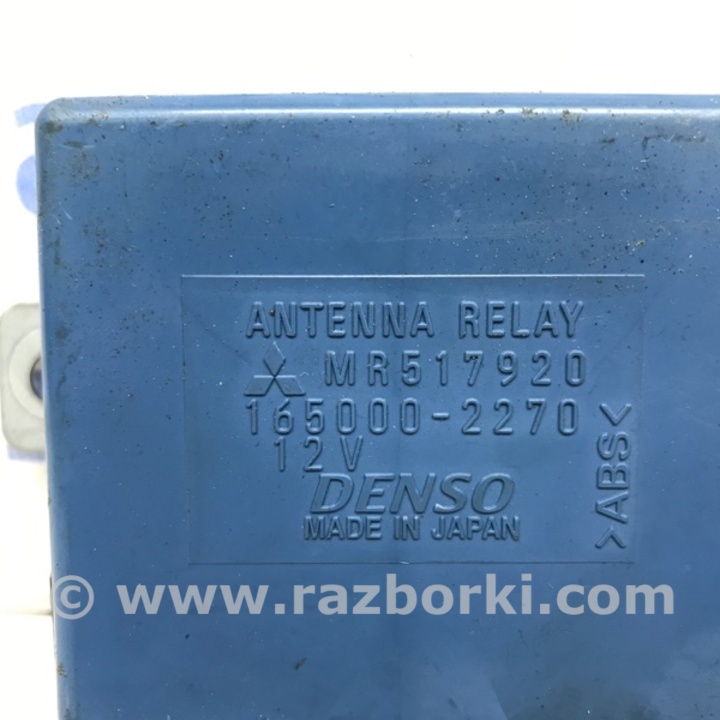 ANTENNA RELAY
MR517920
165000-2270
12V
DENSO
MADE IN JAPAN
>ABS<
© www.razborki.com